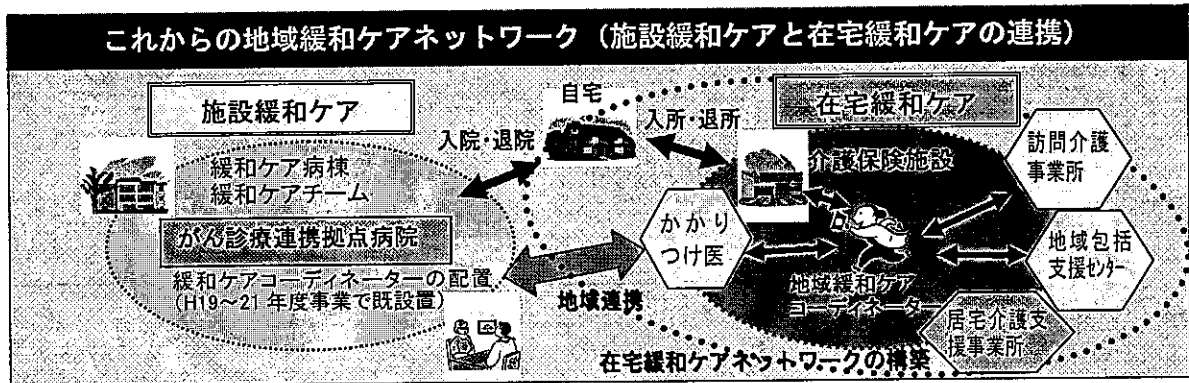 これからの地域緩和ケアネットワーク（施設緩和ケアと在宅緩和ケアの連携）
施設緩和ケア
緩和ケア病棟
緩和ケアチーム
がん診療連携拠点病院
緩和ケアコーディネーターの配置
（H19～21年度事業で既設置）
入院・退院
自宅
入所・退所
地域連携
在宅緩和ケア
介護保険施設
かかり
つけ医
地域緩和ケア
コーディネータ
訪問介護
事業所
地域包括
支援センター
居宅介護支
援事業所
在宅緩和ケアネットワークの構築